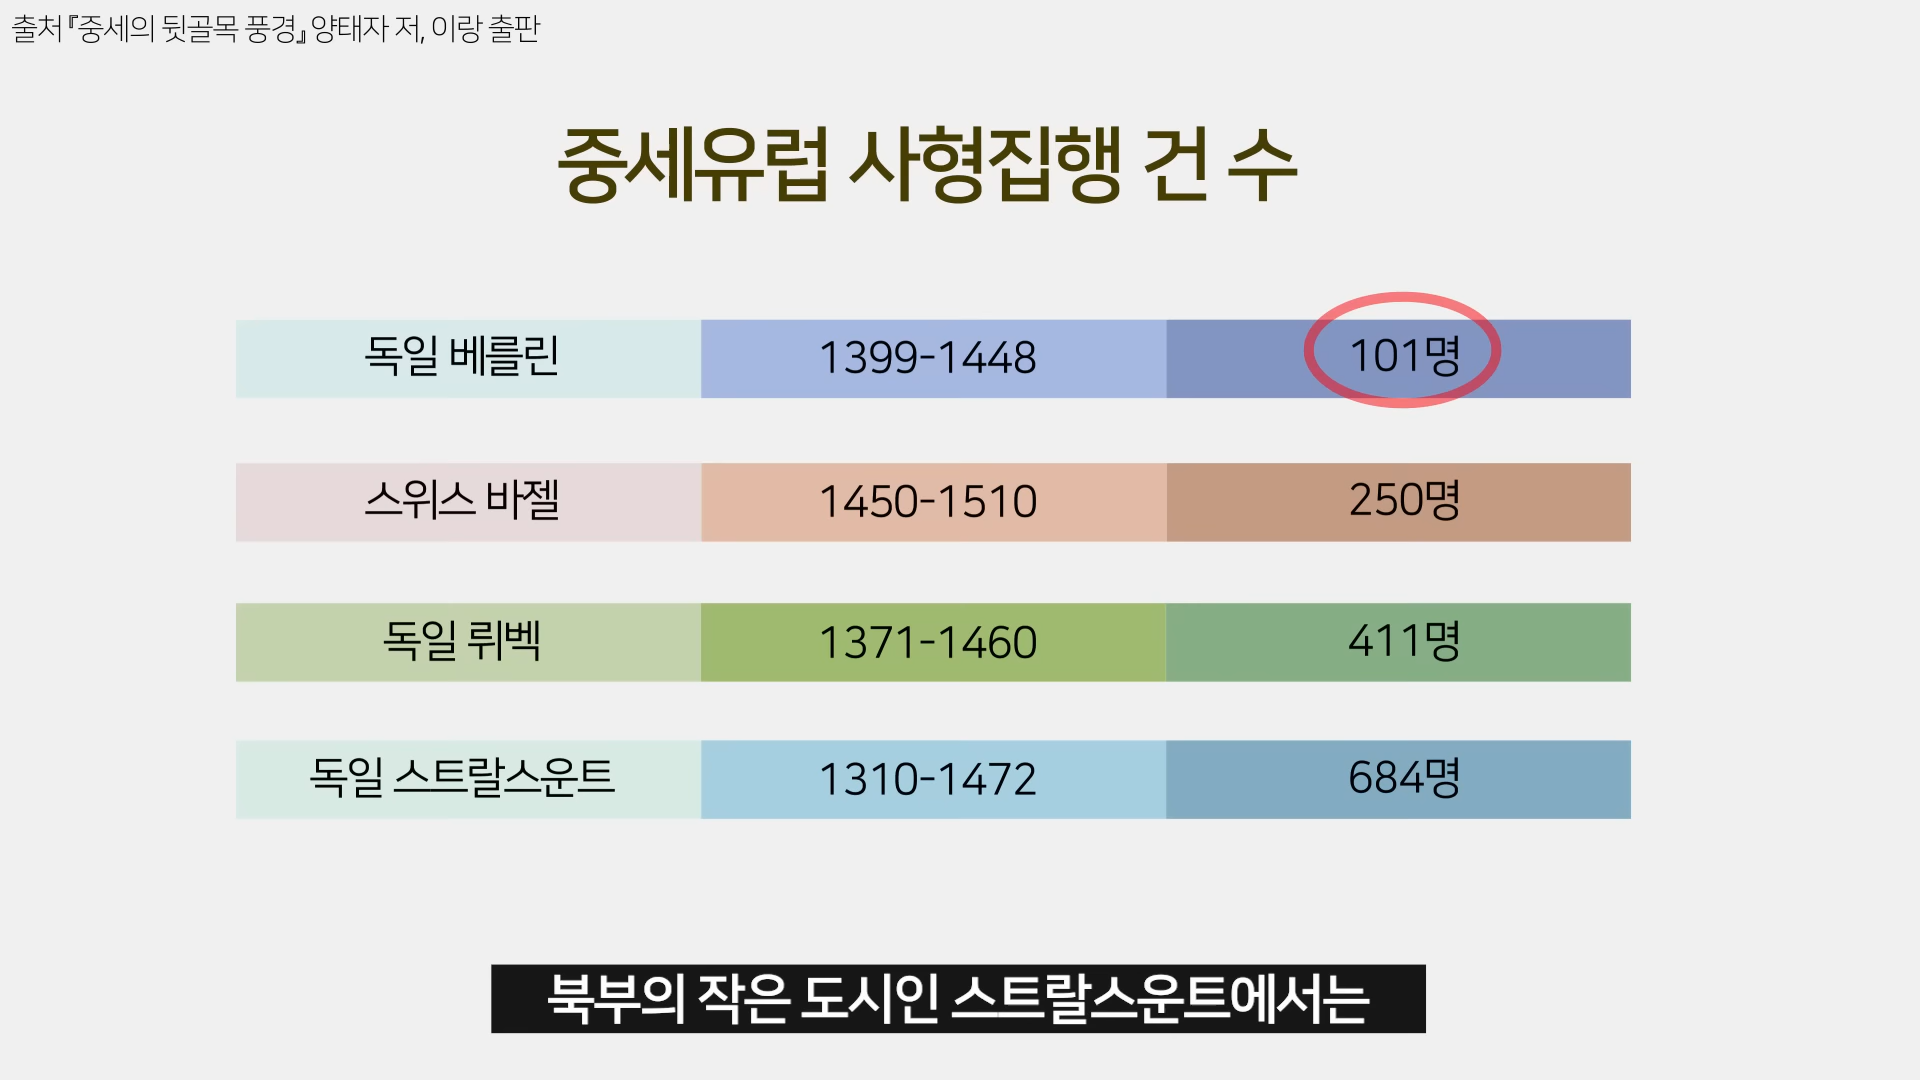 출처 『중세의 뒷골목 풍경』 양태자 저, 이랑 출판
중세유럽 사형집행 건 수
독일 베를린 1399-1448 101명
스위스 바젤 1450-1510 250명
독일 뤼벡 1371-1460 411명
독일 스트랄스운트 1310-1472 684명
북부의 작은 도시인 스트랄스운트에서는